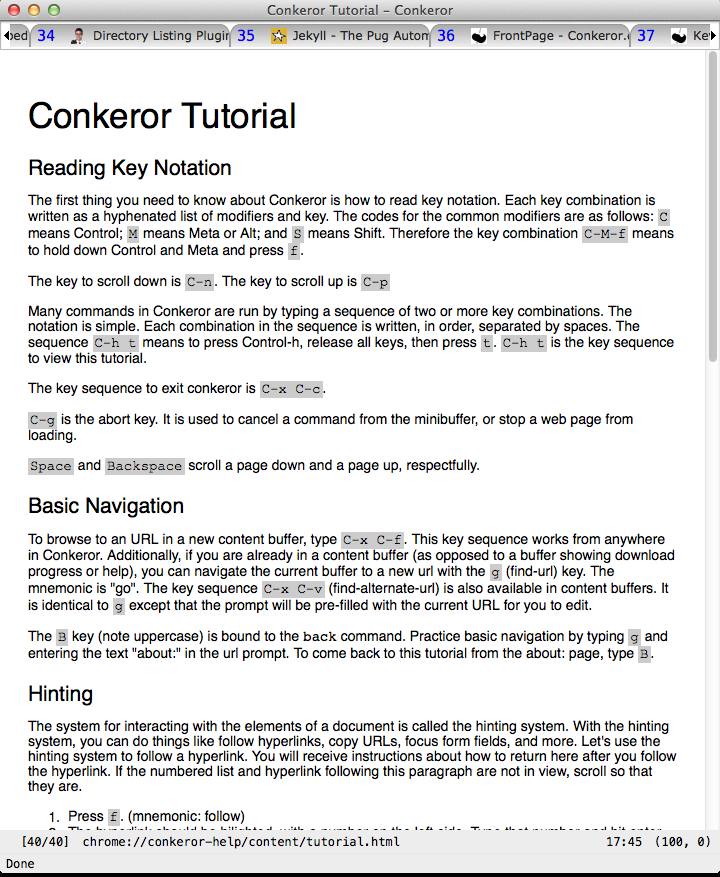 Conkeror Tutorial – Conkeror
34 Directory Listing Plugin 35 Jekyll - The Pug Autom 36 FrontPage - Conkeror. 37
Conkeror Tutorial
Reading Key Notation
The first thing you need to know about Conkeror is how to read key notation. Each key combination is
written as a hyphenated list of modifiers and key. The codes for the common modifiers are as follows: C
means Control; M means Meta or Alt; and S means Shift. Therefore the key combination C-M-f means
to hold down Control and Meta and press f.
The key to scroll down is C-n. The key to scroll up is C-p
Many commands in Conkeror are run by typing a sequence of two or more key combinations. The
notation is simple. Each combination in the sequence is written, in order, separated by spaces. The
sequence C-h t means to press Control-h, release all keys, then press t. C-h t is the key sequence
to view this tutorial.
The key sequence to exit conkeror is C-x C-c.
C-g is the abort key. It is used to cancel a command from the minibuffer, or stop a web page from
loading.
Space and Backspace scroll a page down and a page up, respectfully.
Basic Navigation
To browse to an URL in a new content buffer, type C-x C-f. This key sequence works from anywhere
in Conkeror. Additionally, if you are already in a content buffer (as opposed to a buffer showing download
progress or help), you can navigate the current buffer to a new url with the g (find-url) key. The
mnemonic is "go". The key sequence C-x C-v (find-alternate-url) is also available in content buffers. It
is identical to g except that the prompt will be pre-filled with the current URL for you to edit.
The B key (note uppercase) is bound to the back command. Practice basic navigation by typing g and
entering the text "about:" in the url prompt. To come back to this tutorial from the about: page, type B.
Hinting
The system for interacting with the elements of a document is called the hinting system. With the hinting
system, you can do things like follow hyperlinks, copy URLs, focus form fields, and more. Let's use the
hinting system to follow a hyperlink. You will receive instructions about how to return here after you follow
the hyperlink. If the numbered list and hyperlink following this paragraph are not in view, scroll so that
they are.
1. Press f. (mnemonic: follow)
[40/40] chrome://conkeror-help/content/tutorial.html 17:45 (100, 0)
Done